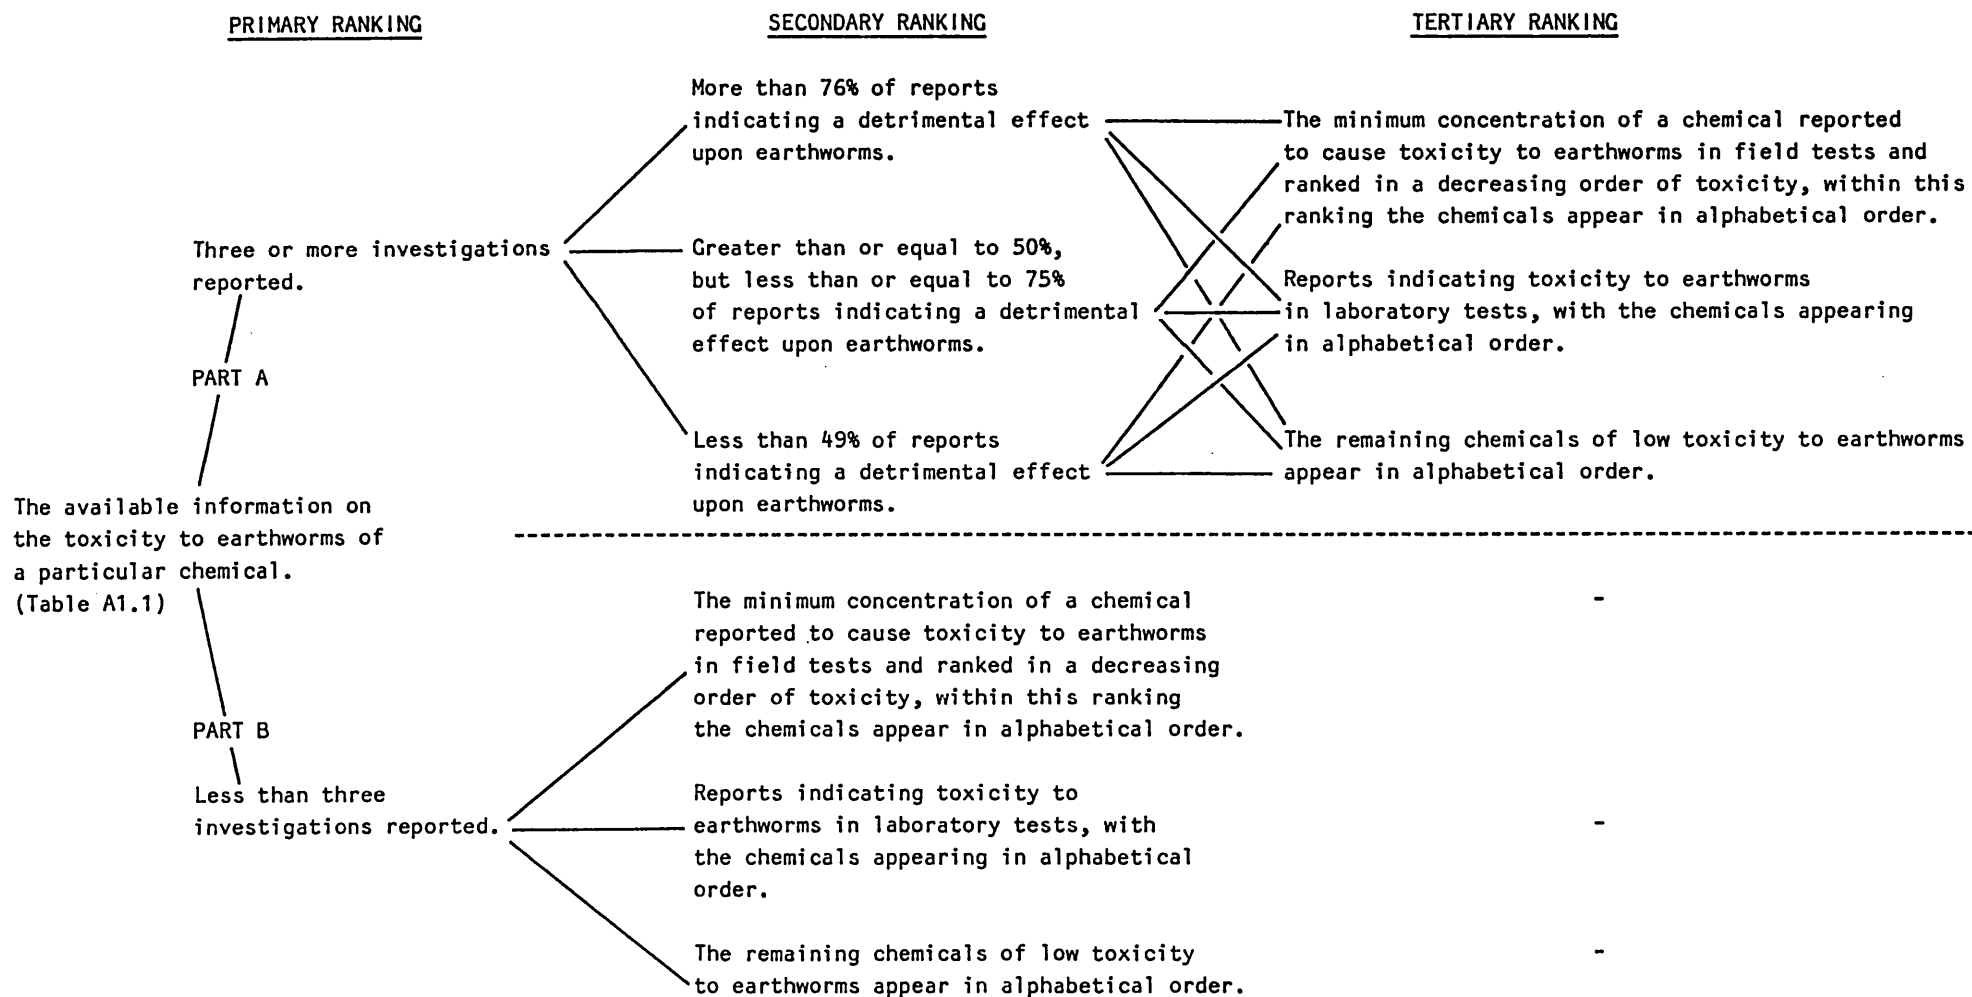 PRIMARY RANKING
SECONDARY RANKING
TERTIARY RANKING
More than 76% of reports
indicating a detrimental effect
upon earthworms.
The minimum concentration of a chemical reported
to cause toxicity to earthworms in field tests and
ranked in a decreasing order of toxicity, within this
ranking the chemicals appear in alphabetical order.
Three or more investigations
reported.
Greater than or equal to 50%,
but less than or equal to 75%
of reports indicating a detrimental
effect upon earthworms.
Reports indicating toxicity to earthworms
in laboratory tests, with the chemicals appearing
in alphabetical order.
PART A
Less than 49% of reports
indicating a detrimental effect
upon earthworms.
The remaining chemicals of low toxicity to earthworms
appear in alphabetical order.
The available information on
the toxicity to earthworms of
a particular chemical.
(Table A1.1)
The minimum concentration of a chemical
reported to cause toxicity to earthworms
in field tests and ranked in a decreasing
order of toxicity, within this ranking
the chemicals appear in alphabetical order.
-
PART B
Less than three
investigations reported.
Reports indicating toxicity to
earthworms in laboratory tests, with
the chemicals appearing in alphabetical
order.
-
The remaining chemicals of low toxicity
to earthworms appear in alphabetical order.
-